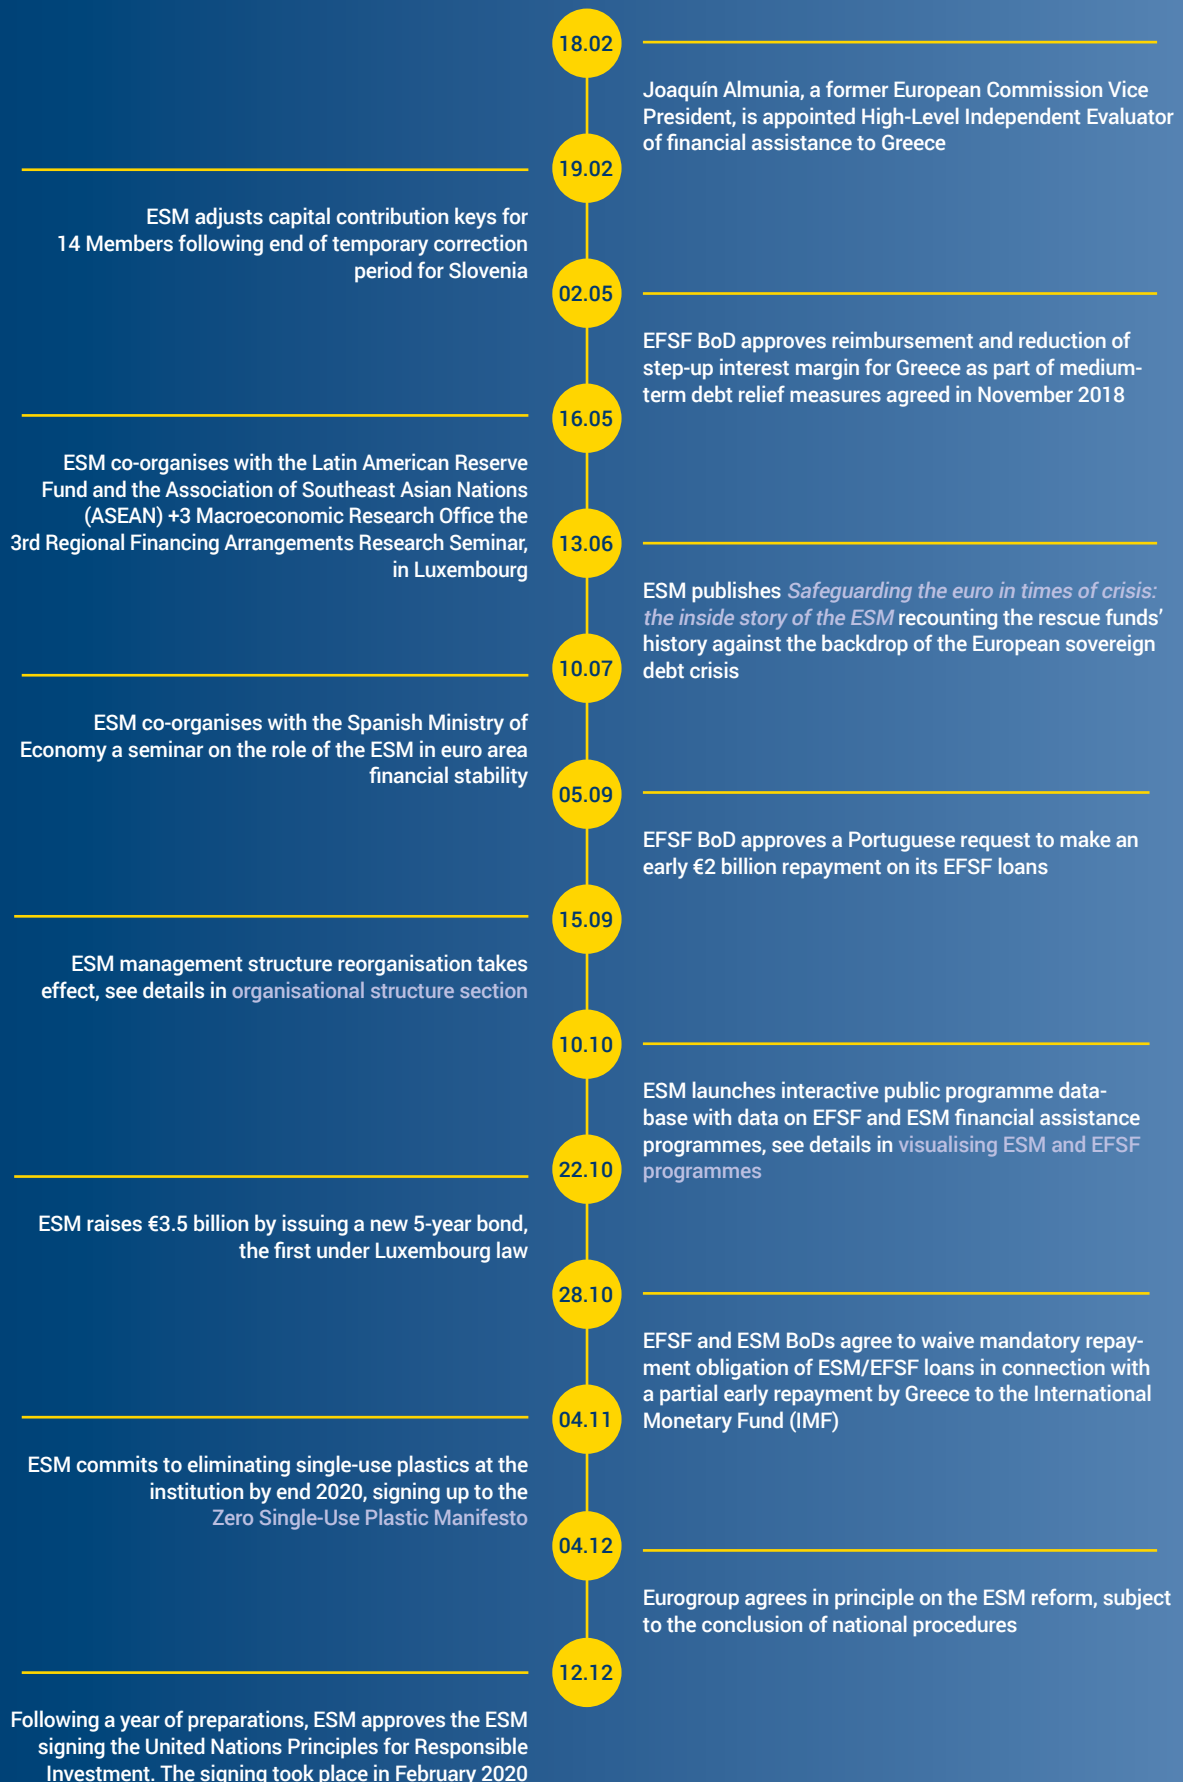 18.02
Joaquín Almunia, a former European Commission Vice
President, is appointed High-Level Independent Evaluator
of financial assistance to Greece
19.02
ESM adjusts capital contribution keys for
14 Members following end of temporary correction
period for Slovenia
02.05
EFSF BoD approves reimbursement and reduction of
step-up interest margin for Greece as part of medium-
term debt relief measures agreed in November 2018
16.05
ESM co-organises with the Latin American Reserve
Fund and the Association of Southeast Asian Nations
(ASEAN) +3 Macroeconomic Research Office the
3rd Regional Financing Arrangements Research Seminar,
in Luxembourg
13.06
ESM publishes Safeguarding the euro in times of crisis:
the inside story of the ESM recounting the rescue funds’
history against the backdrop of the European sovereign
debt crisis
10.07
ESM co-organises with the Spanish Ministry of
Economy a seminar on the role of the ESM in euro area
financial stability
05.09
EFSF BoD approves a Portuguese request to make an
early €2 billion repayment on its EFSF loans
15.09
ESM management structure reorganisation takes
effect, see details in organisational structure section
10.10
ESM launches interactive public programme data-
base with data on EFSF and ESM financial assistance
programmes, see details in visualising ESM and EFSF
programmes
22.10
ESM raises €3.5 billion by issuing a new 5-year bond,
the first under Luxembourg law
28.10
EFSF and ESM BoDs agree to waive mandatory repay-
ment obligation of ESM/EFSF loans in connection with
a partial early repayment by Greece to the International
Monetary Fund (IMF)
04.11
ESM commits to eliminating single-use plastics at the
institution by end 2020, signing up to the
Zero Single-Use Plastic Manifesto
04.12
Eurogroup agrees in principle on the ESM reform, subject
to the conclusion of national procedures
12.12
Following a year of preparations, ESM approves the ESM
signing the United Nations Principles for Responsible
Investment. The signing took place in February 2020